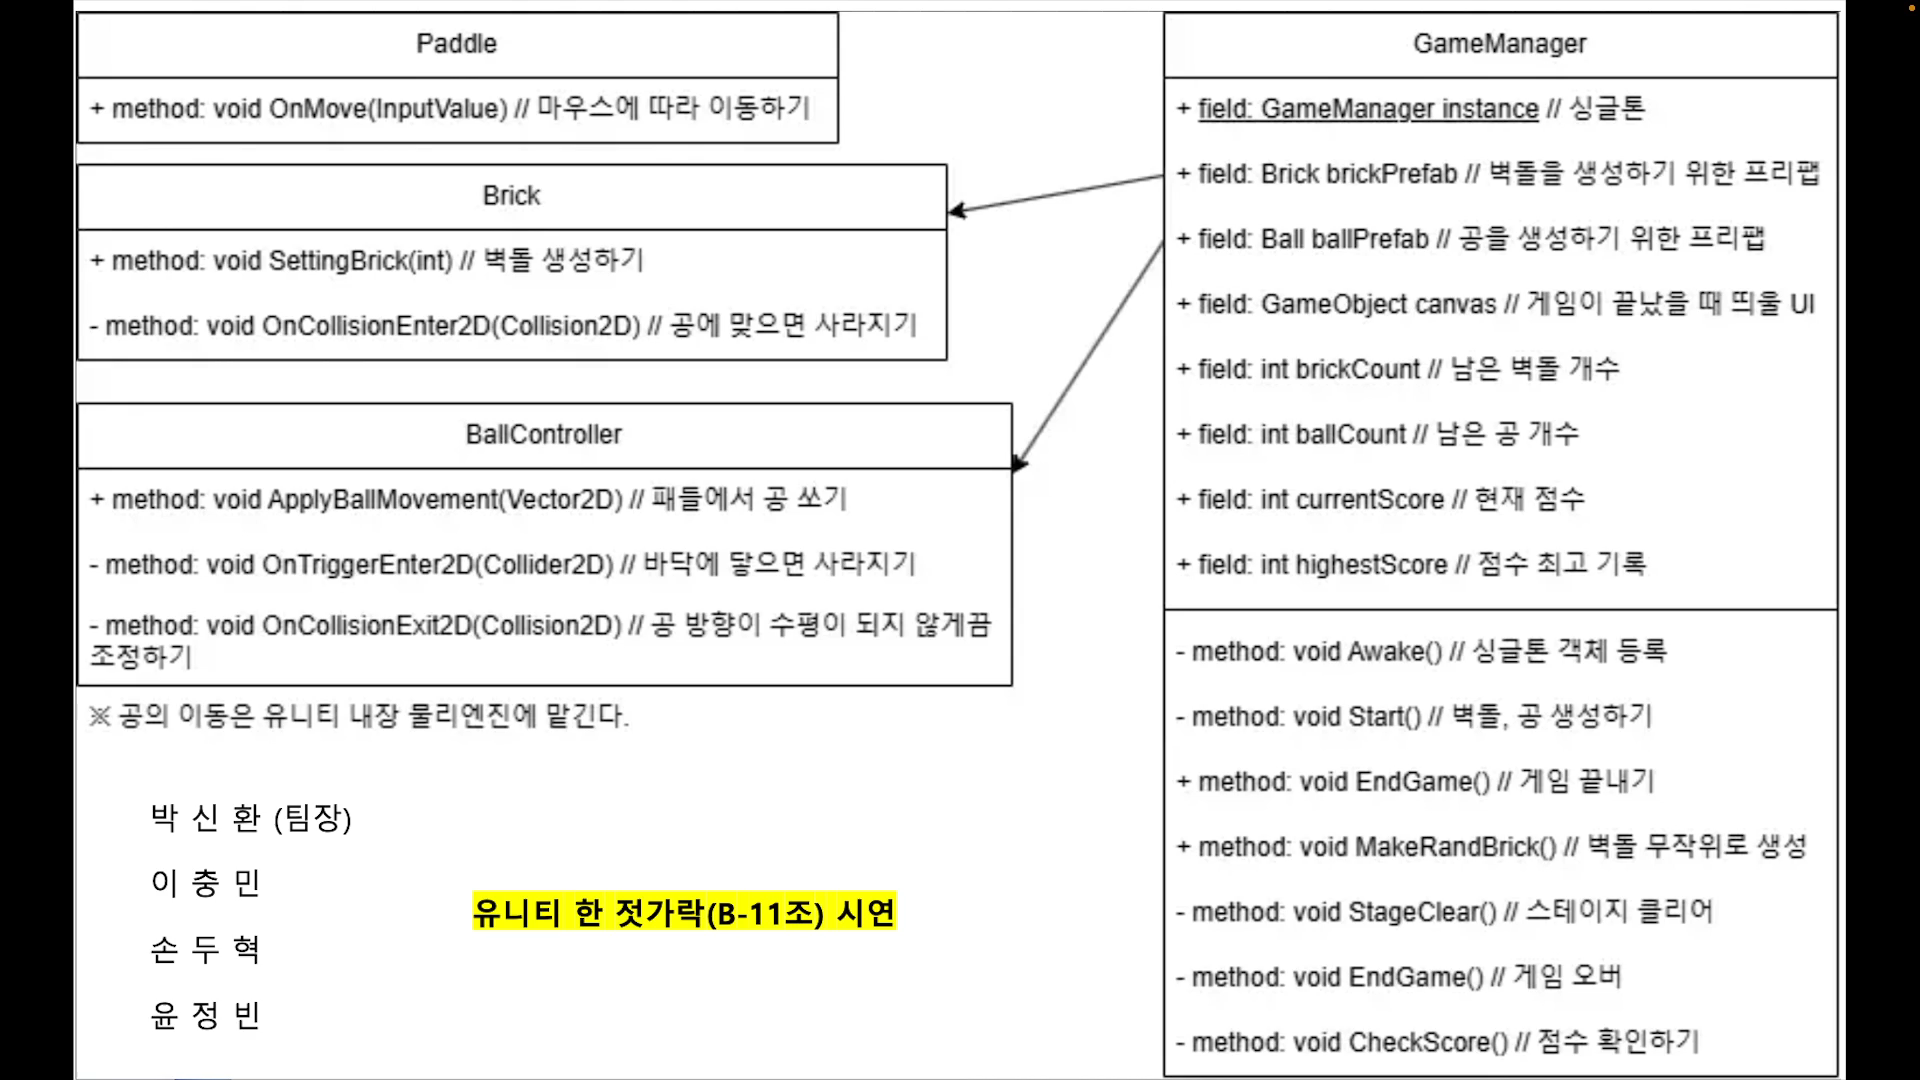 Paddle
+ method: void OnMove(InputValue) // 마우스에 따라 이동하기
Brick
+ method: void SettingBrick(int) // 벽돌 생성하기
- method: void OnCollisionEnter2D(Collision2D) // 공에 맞으면 사라지기
BallController
+ method: void ApplyBallMovement(Vector2D) // 패들에서 공 쏘기
- method: void OnTriggerEnter2D(Collider2D) // 바닥에 닿으면 사라지기
- method: void OnCollisionExit2D(Collision2D) // 공 방향이 수평이 되지 않게끔
조정하기
※ 공의 이동은 유니티 내장 물리엔진에 맡긴다.
박 신 환 (팀장)
이 충 민
손 두 혁
윤 정 빈
유니티 한 젓가락(B-11조) 시연
GameManager
+ field: GameManager instance // 싱글톤
+ field: Brick brickPrefab // 벽돌을 생성하기 위한 프리팹
+ field: Ball ballPrefab // 공을 생성하기 위한 프리팹
+ field: GameObject canvas // 게임이 끝났을 때 띄울 UI
+ field: int brickCount // 남은 벽돌 개수
+ field: int ballCount // 남은 공 개수
+ field: int currentScore // 현재 점수
+ field: int highestScore // 점수 최고 기록
- method: void Awake() // 싱글톤 객체 등록
- method: void Start() // 벽돌, 공 생성하기
+ method: void EndGame() // 게임 끝내기
+ method: void MakeRandBrick() // 벽돌 무작위로 생성
- method: void StageClear() // 스테이지 클리어
- method: void EndGame() // 게임 오버
- method: void CheckScore() // 점수 확인하기